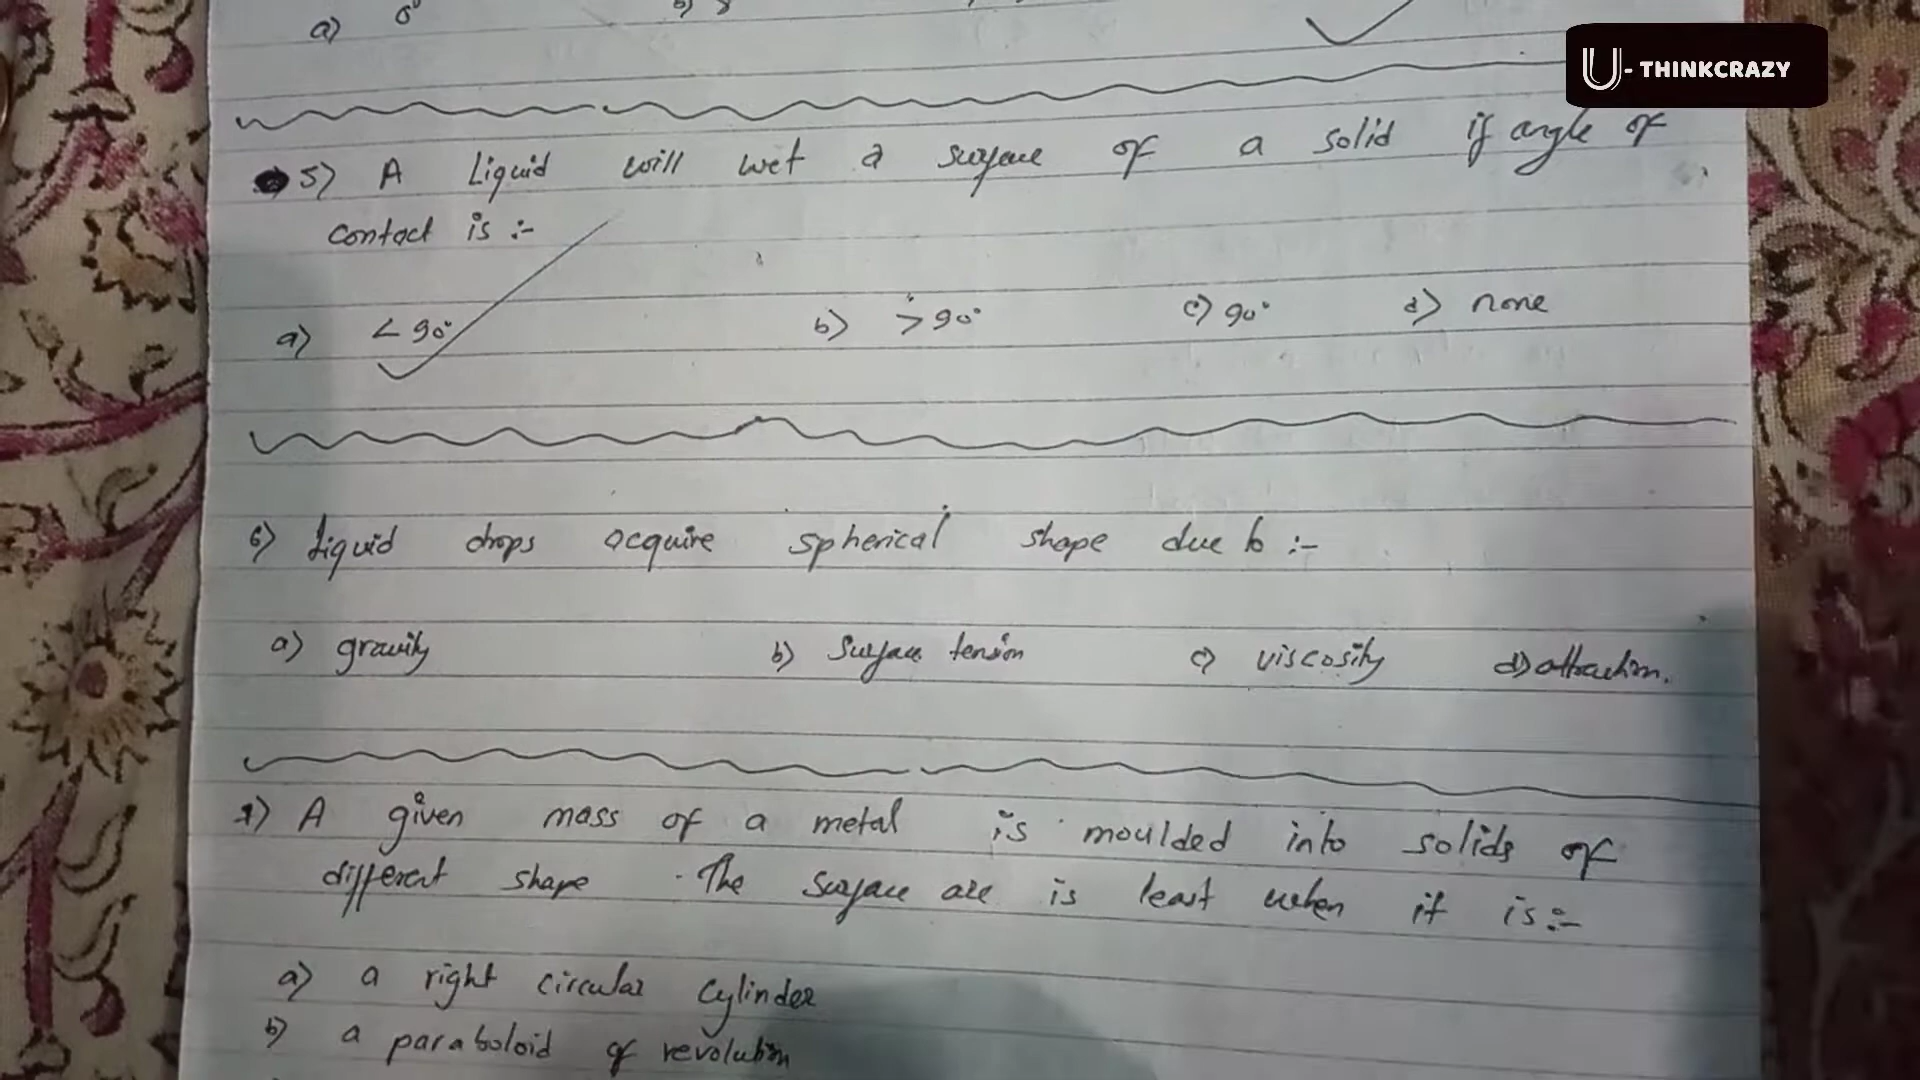 a) 0° b) 8
U - THINKCRAZY
5) A Liquid will wet a surface of a solid if angle of
contact is :-
a) < 90° b) > 90° c) 90° d) none
6) Liquid drops acquire spherical shape due to :-
a) gravity b) Surface tension c) viscosity d) attraction.
7) A given mass of a metal is moulded into solids of
different shape . The surface are is least when it is :-
a) a right circular cylinder
b) a paraboloid of revolution